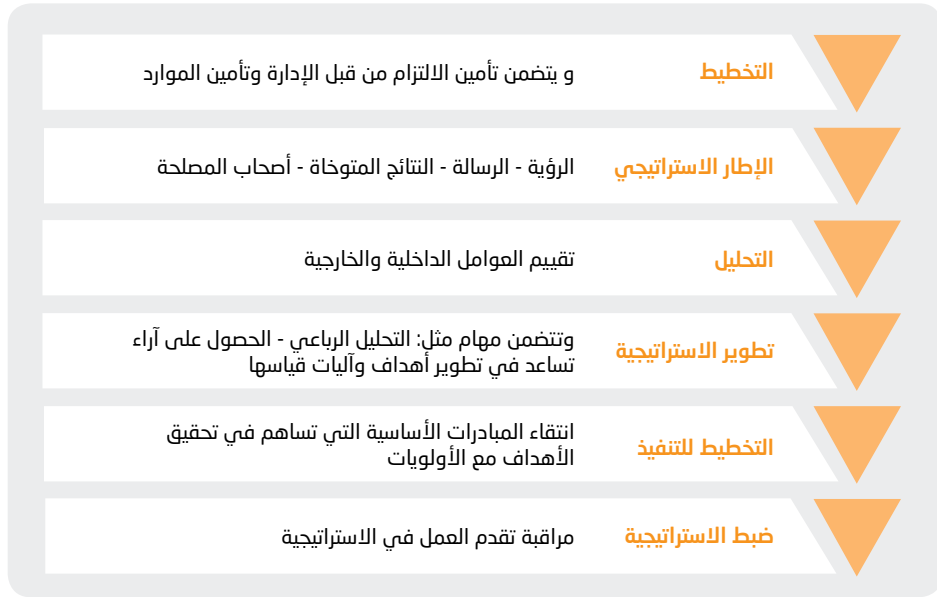 التخطيط
و يتضمن تأمين الالتزام من قبل الإدارة وتأمين الموارد
الإطار الاستراتيجي
الرؤية - الرسالة - النتائج المتوخاة - أصحاب المصلحة
التحليل
تقييم العوامل الداخلية والخارجية
تطوير الاستراتيجية
وتتضمن مهام مثل: التحليل الرباعي - الحصول على آراء
تساعد في تطوير أهداف وآليات قياسها
التخطيط للتنفيذ
انتقاء المبادرات الأساسية التي تساهم في تحقيق
الأهداف مع الأولويات
ضبط الاستراتيجية
مراقبة تقدم العمل في الاستراتيجية